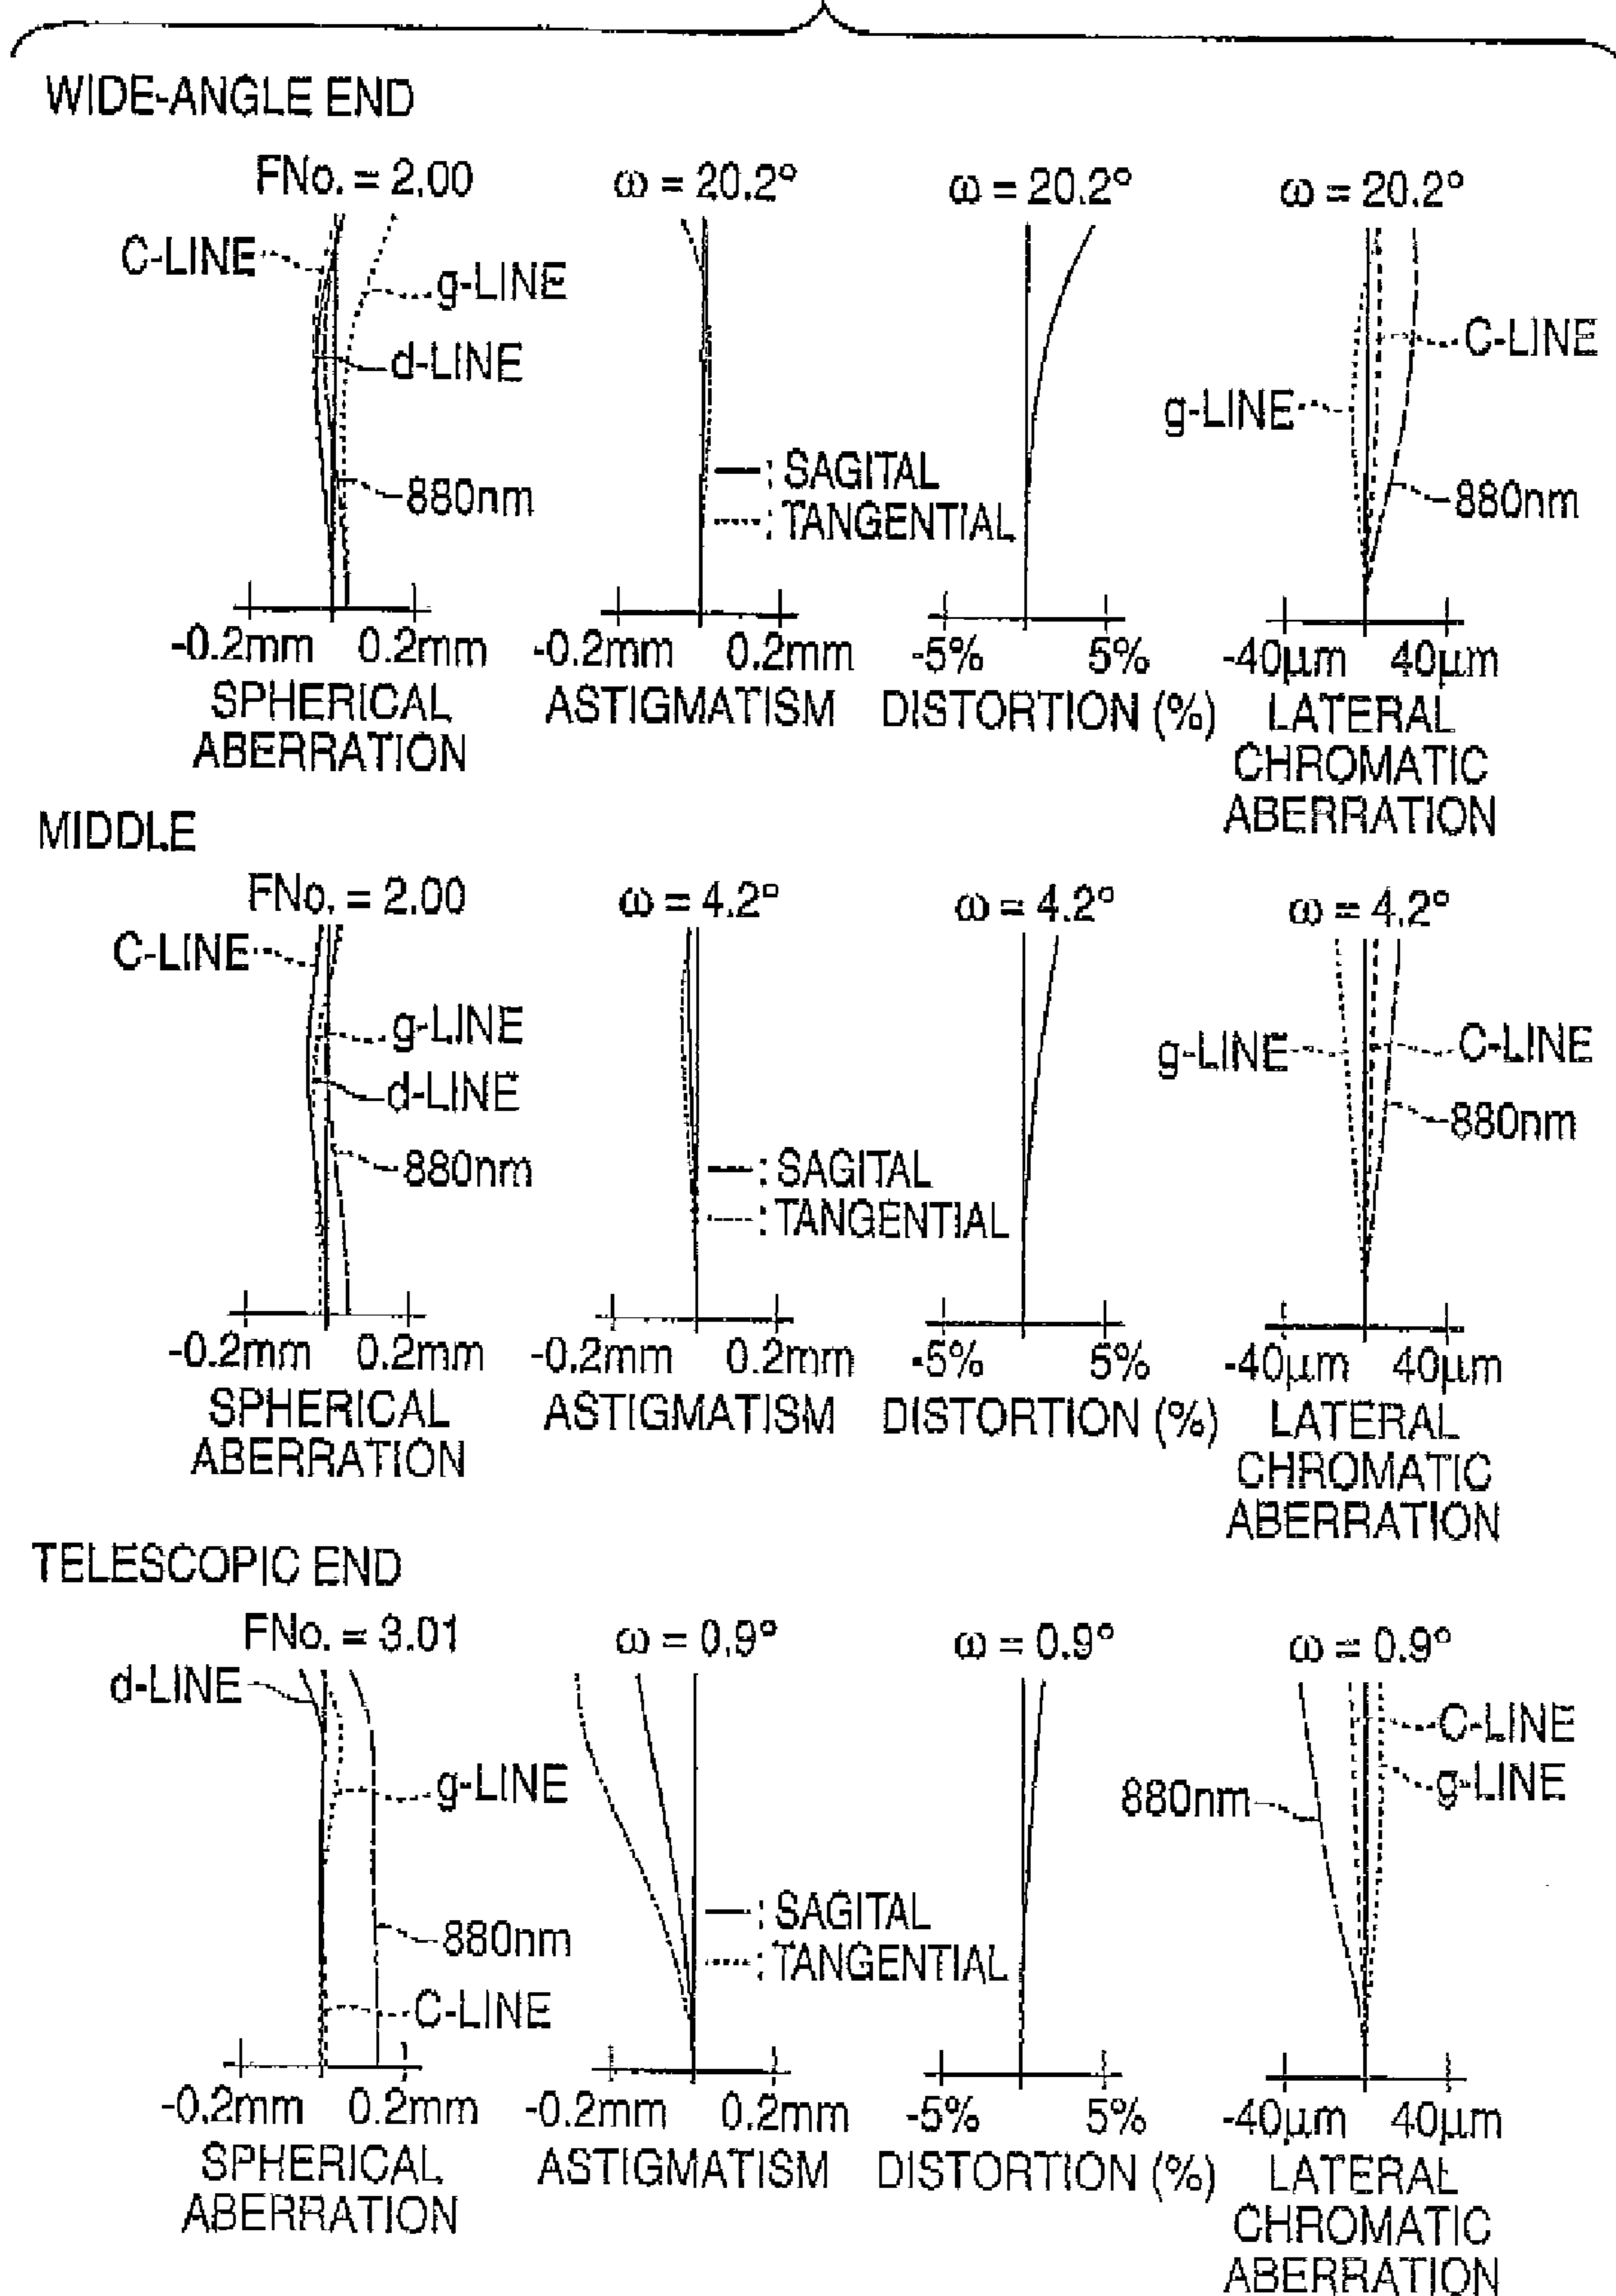 WIDE-ANGLE END
FNo. = 2.00
C-LINE
g-LINE
d-LINE
880nm
-0.2mm 0.2mm
SPHERICAL
ABERRATION
ω = 20.2°
—: SAGITAL
----: TANGENTIAL
-0.2mm 0.2mm
ASTIGMATISM
ω = 20.2°
-5% 5%
DISTORTION (%)
ω = 20.2°
C-LINE
g-LINE
880nm
-40μm 40μm
LATERAL
CHROMATIC
ABERRATION
MIDDLE
FNo. = 2.00
C-LINE
g-LINE
d-LINE
880nm
-0.2mm 0.2mm
SPHERICAL
ABERRATION
ω = 4.2°
—: SAGITAL
----: TANGENTIAL
-0.2mm 0.2mm
ASTIGMATISM
ω = 4.2°
-5% 5%
DISTORTION (%)
ω = 4.2°
g-LINE
C-LINE
880nm
-40μm 40μm
LATERAL
CHROMATIC
ABERRATION
TELESCOPIC END
FNo. = 3.01
d-LINE
g-LINE
880nm
C-LINE
-0.2mm 0.2mm
SPHERICAL
ABERRATION
ω = 0.9°
—: SAGITAL
----: TANGENTIAL
-0.2mm 0.2mm
ASTIGMATISM
ω = 0.9°
-5% 5%
DISTORTION (%)
ω = 0.9°
C-LINE
g-LINE
880nm
-40μm 40μm
LATERAL
CHROMATIC
ABERRATION